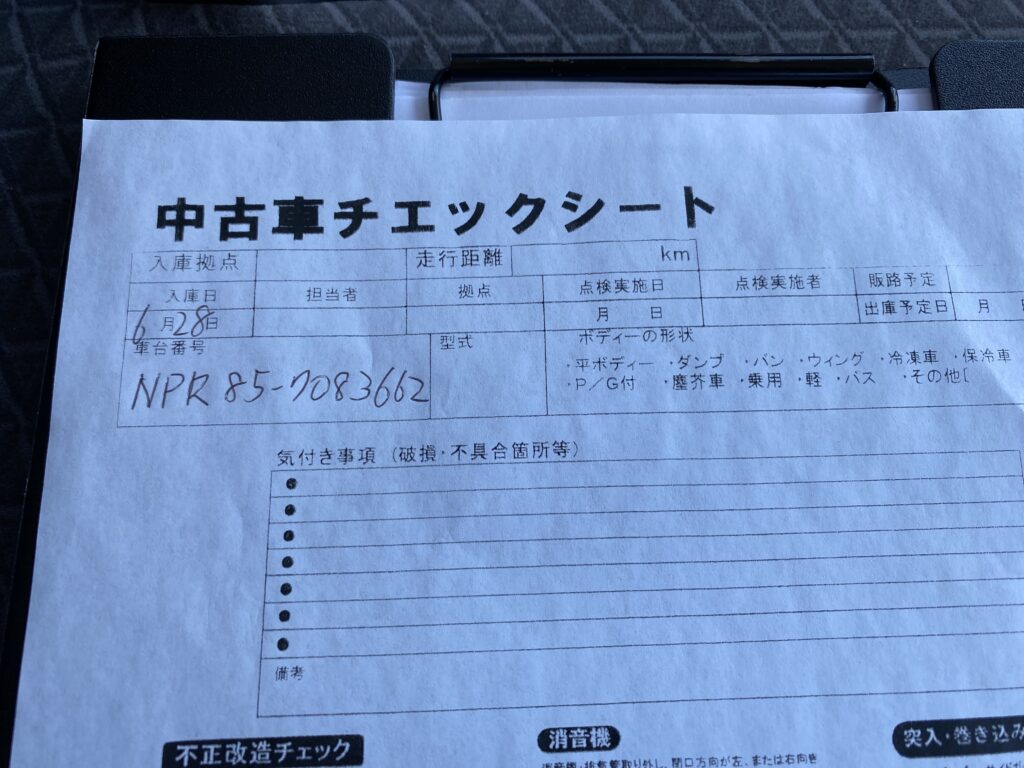 中古車チエックシート
入庫拠点 走行距離 km
入庫日 担当者 拠点 点検実施日 点検実施者 販路予定
6月28日 月 日 出庫予定日 月
車台番号 型式 ボディーの形状
NPR 85-7083662
・平ボディー ・ダンプ ・バン ・ウィング ・冷凍車 ・保冷車
・P/G付 ・塵芥車 ・乗用 ・軽 ・バス ・その他[
気付き事項(破損・不具合箇所等)
●
●
●
●
●
●
●
備考
不正改造チェック 消音機 突入・巻き込み